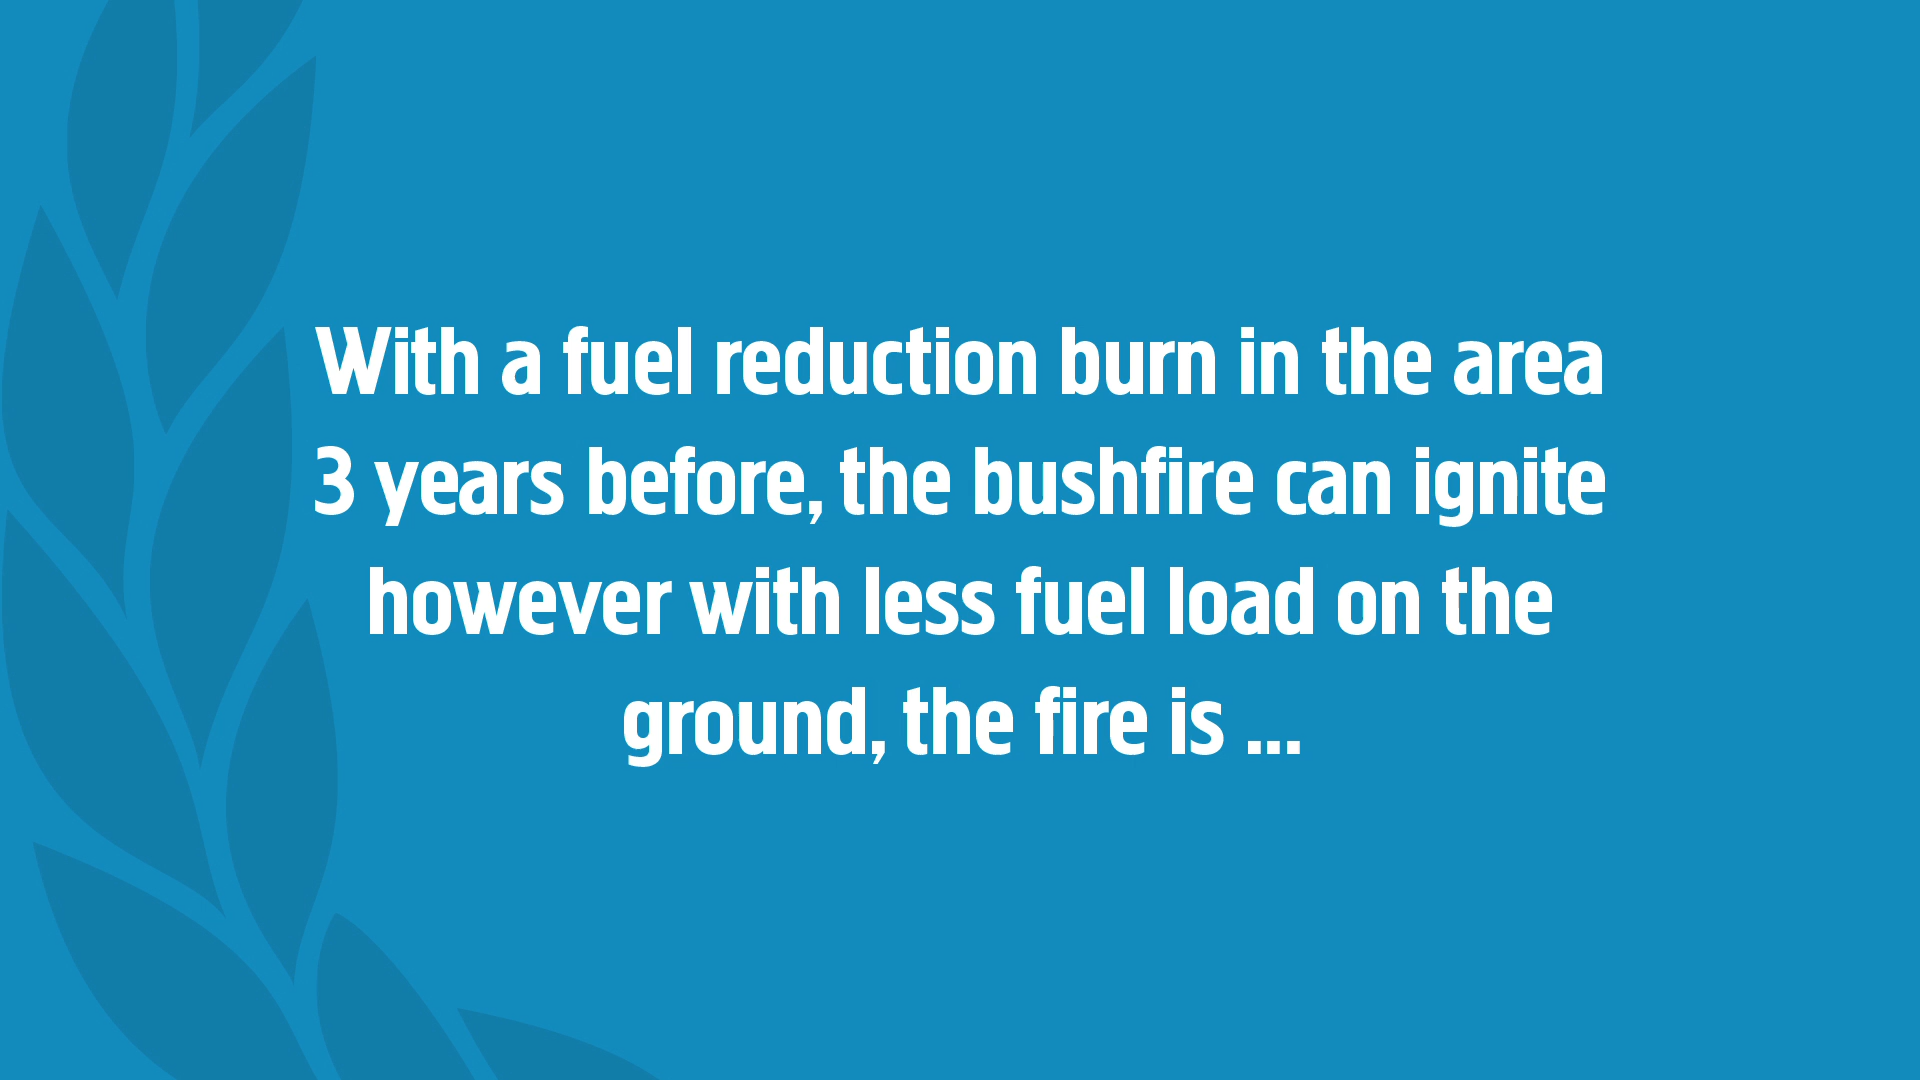 With a fuel reduction burn in the area
3 years before, the bushfire can ignite
however with less fuel load on the
ground, the fire is ...